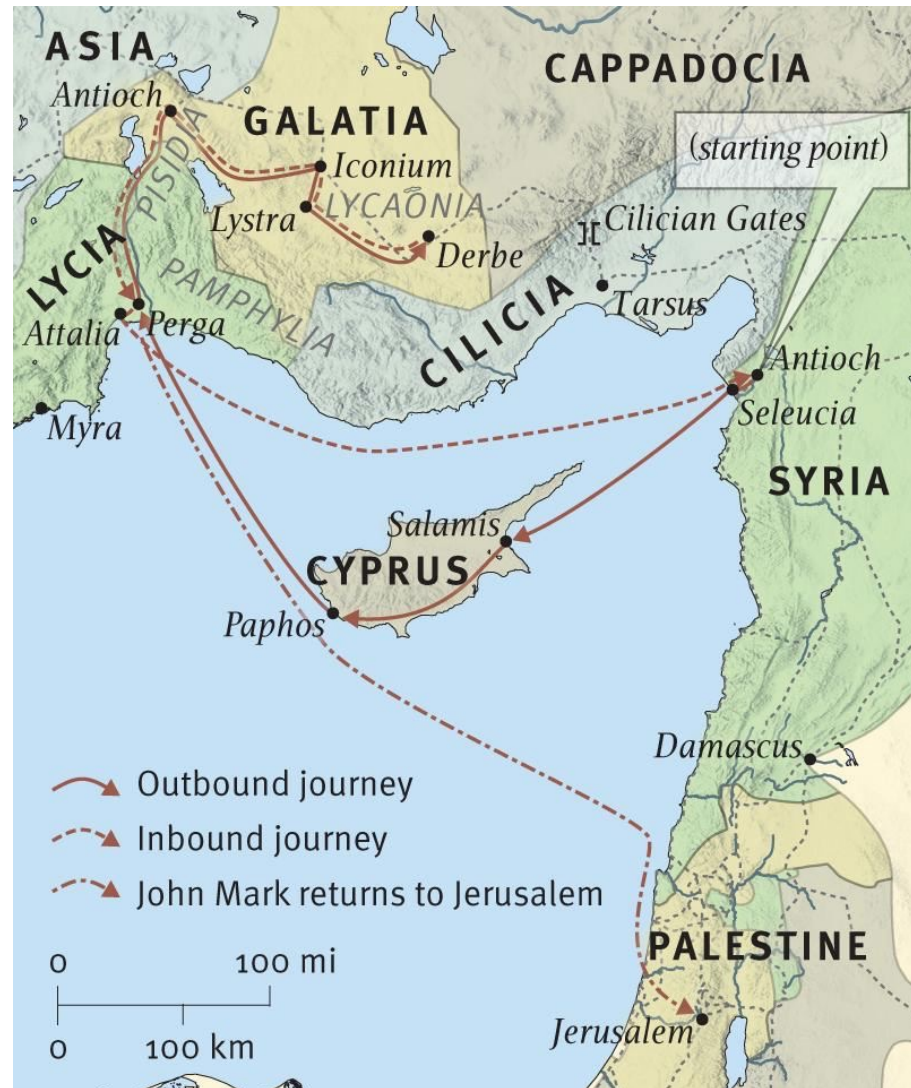 ASIA
CAPPADOCIA
Antioch
GALATIA
(starting point)
PISIDA
Iconium
LYCAONIA
Lystra
Cilician Gates
Derbe
LYCIA
PAMPHYLIA
CILICIA
Tarsus
Attalia
Perga
Antioch
Seleucia
Myra
SYRIA
Salamis
CYPRUS
Paphos
Damascus
Outbound journey
Inbound journey
John Mark returns to Jerusalem
PALESTINE
0 100 mi
Jerusalem
0 100 km